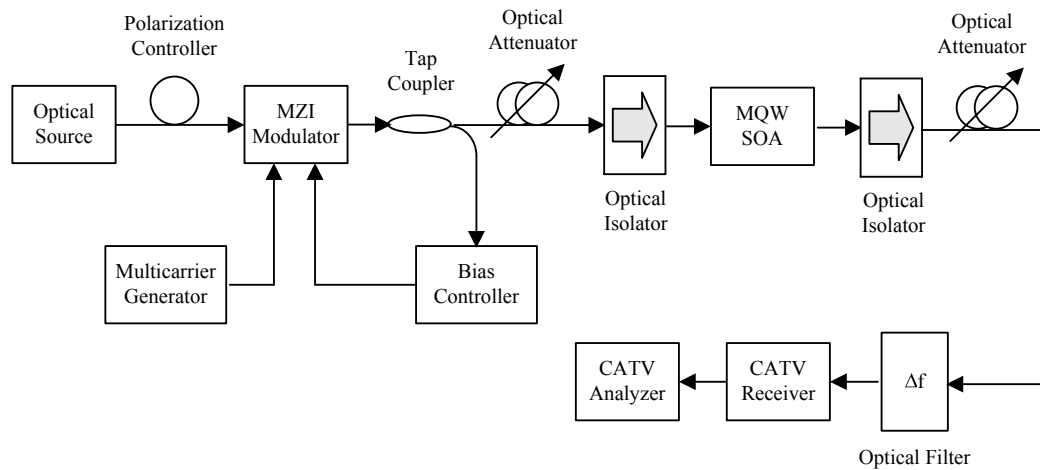 Polarization
Controller
Optical
Attenuator
Optical
Attenuator
Tap
Coupler
Optical
Source
MZI
Modulator
MQW
SOA
Optical
Isolator
Optical
Isolator
Multicarrier
Generator
Bias
Controller
CATV
Analyzer
CATV
Receiver
Δf
Optical Filter